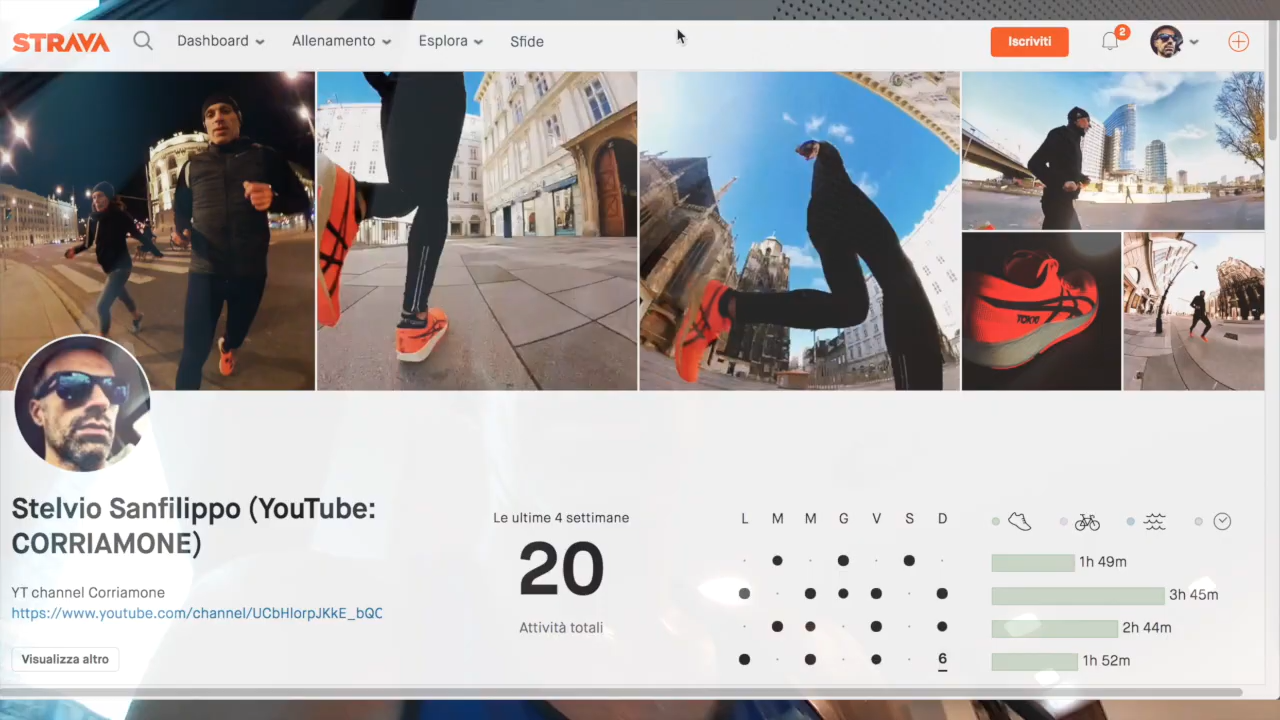 STRAVA
Dashboard
Allenamento
Esplora
Sfide
Iscriviti
2
TOKYO
Stelvio Sanfilippo (YouTube:
CORRIAMONE)
YT channel Corriamone
https://www.youtube.com/channel/UCbHlorpJKkE_bQC
Visualizza altro
Le ultime 4 settimane
20
Attività totali
L M M G V S D
1h 49m
3h 45m
2h 44m
6
1h 52m